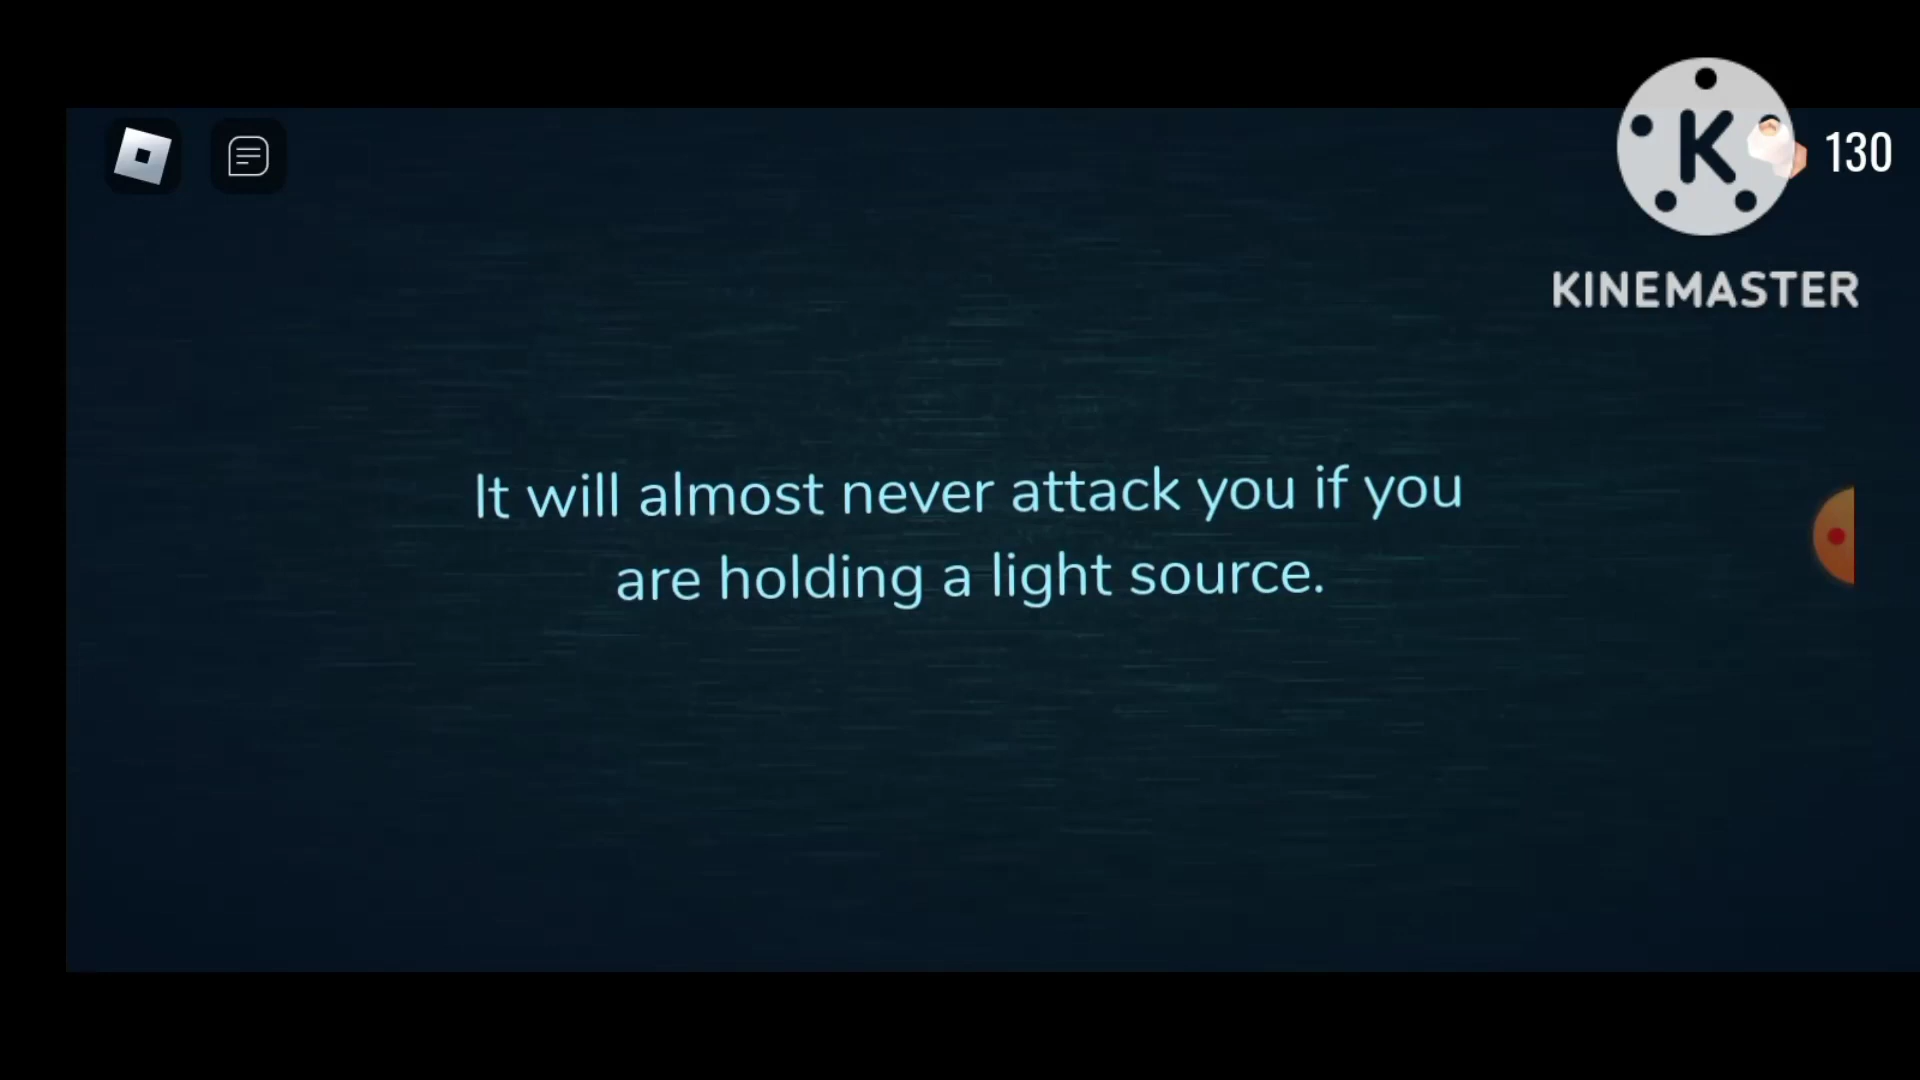 K
130
KINEMASTER
It will almost never attack you if you
are holding a light source.